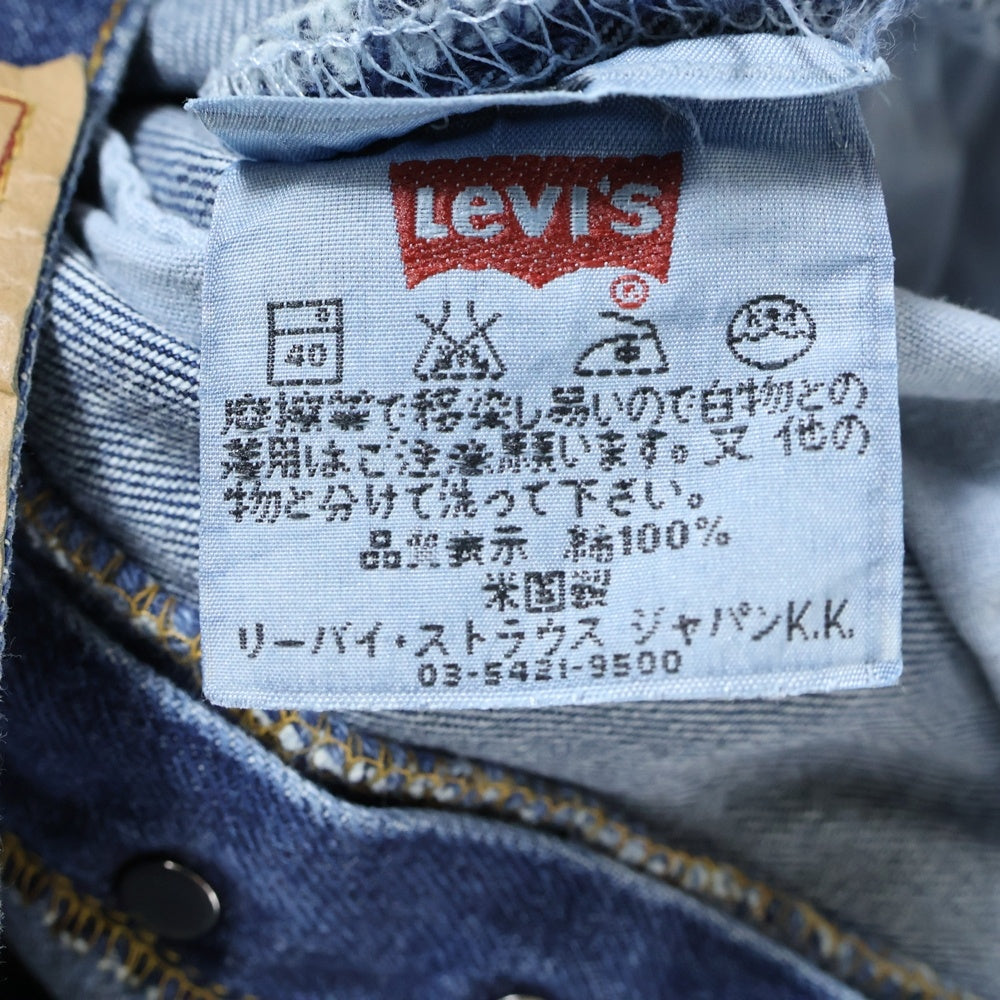 Levi's
©
40
摩擦等で移染し易いので白物との
着用はご注意願います。又 他の
物と分けて洗って下さい。
品質表示 綿100%
米国製
リーバイ・ストラウス ジャパンK.K.
03-5421-9500